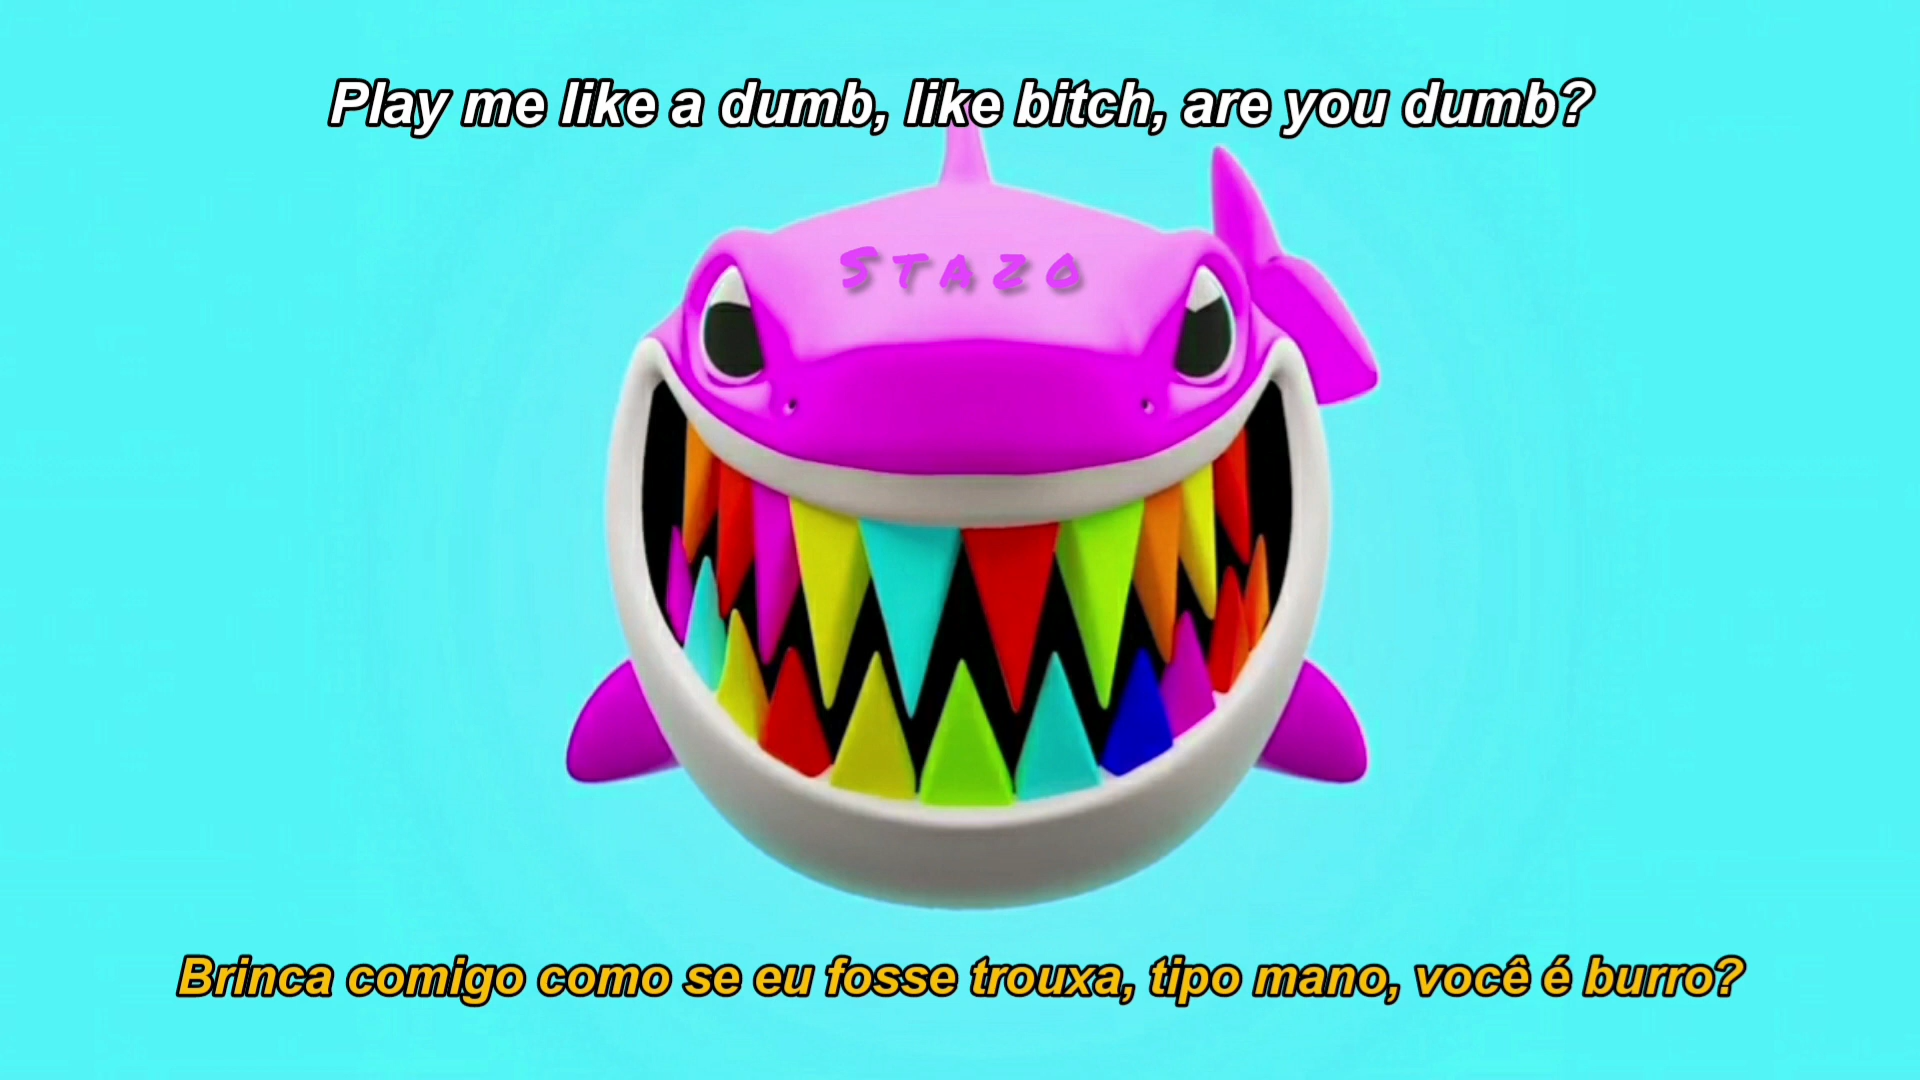 Play me like a dumb, like bitch, are you dumb?
STAZO
Brinca comigo como se eu fosse trouxa, tipo mano, você é burro?